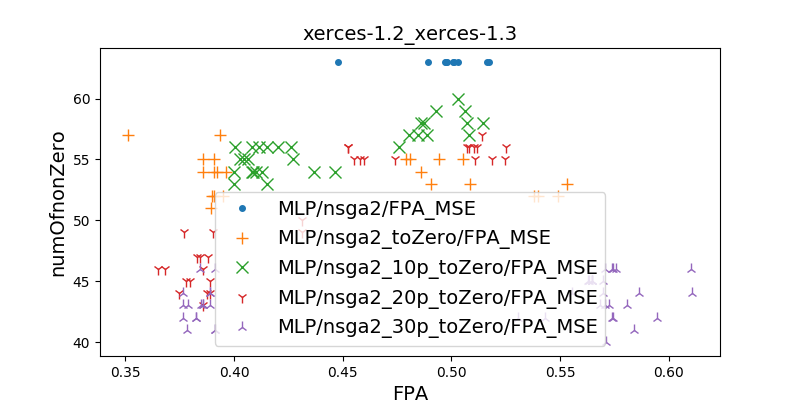 xerces-1.2_xerces-1.3
numOfnonZero
60
55
50
45
40
MLP/nsga2/FPA_MSE
MLP/nsga2_toZero/FPA_MSE
MLP/nsga2_10p_toZero/FPA_MSE
MLP/nsga2_20p_toZero/FPA_MSE
MLP/nsga2_30p_toZero/FPA_MSE
0.35 0.40 0.45 0.50 0.55 0.60
FPA